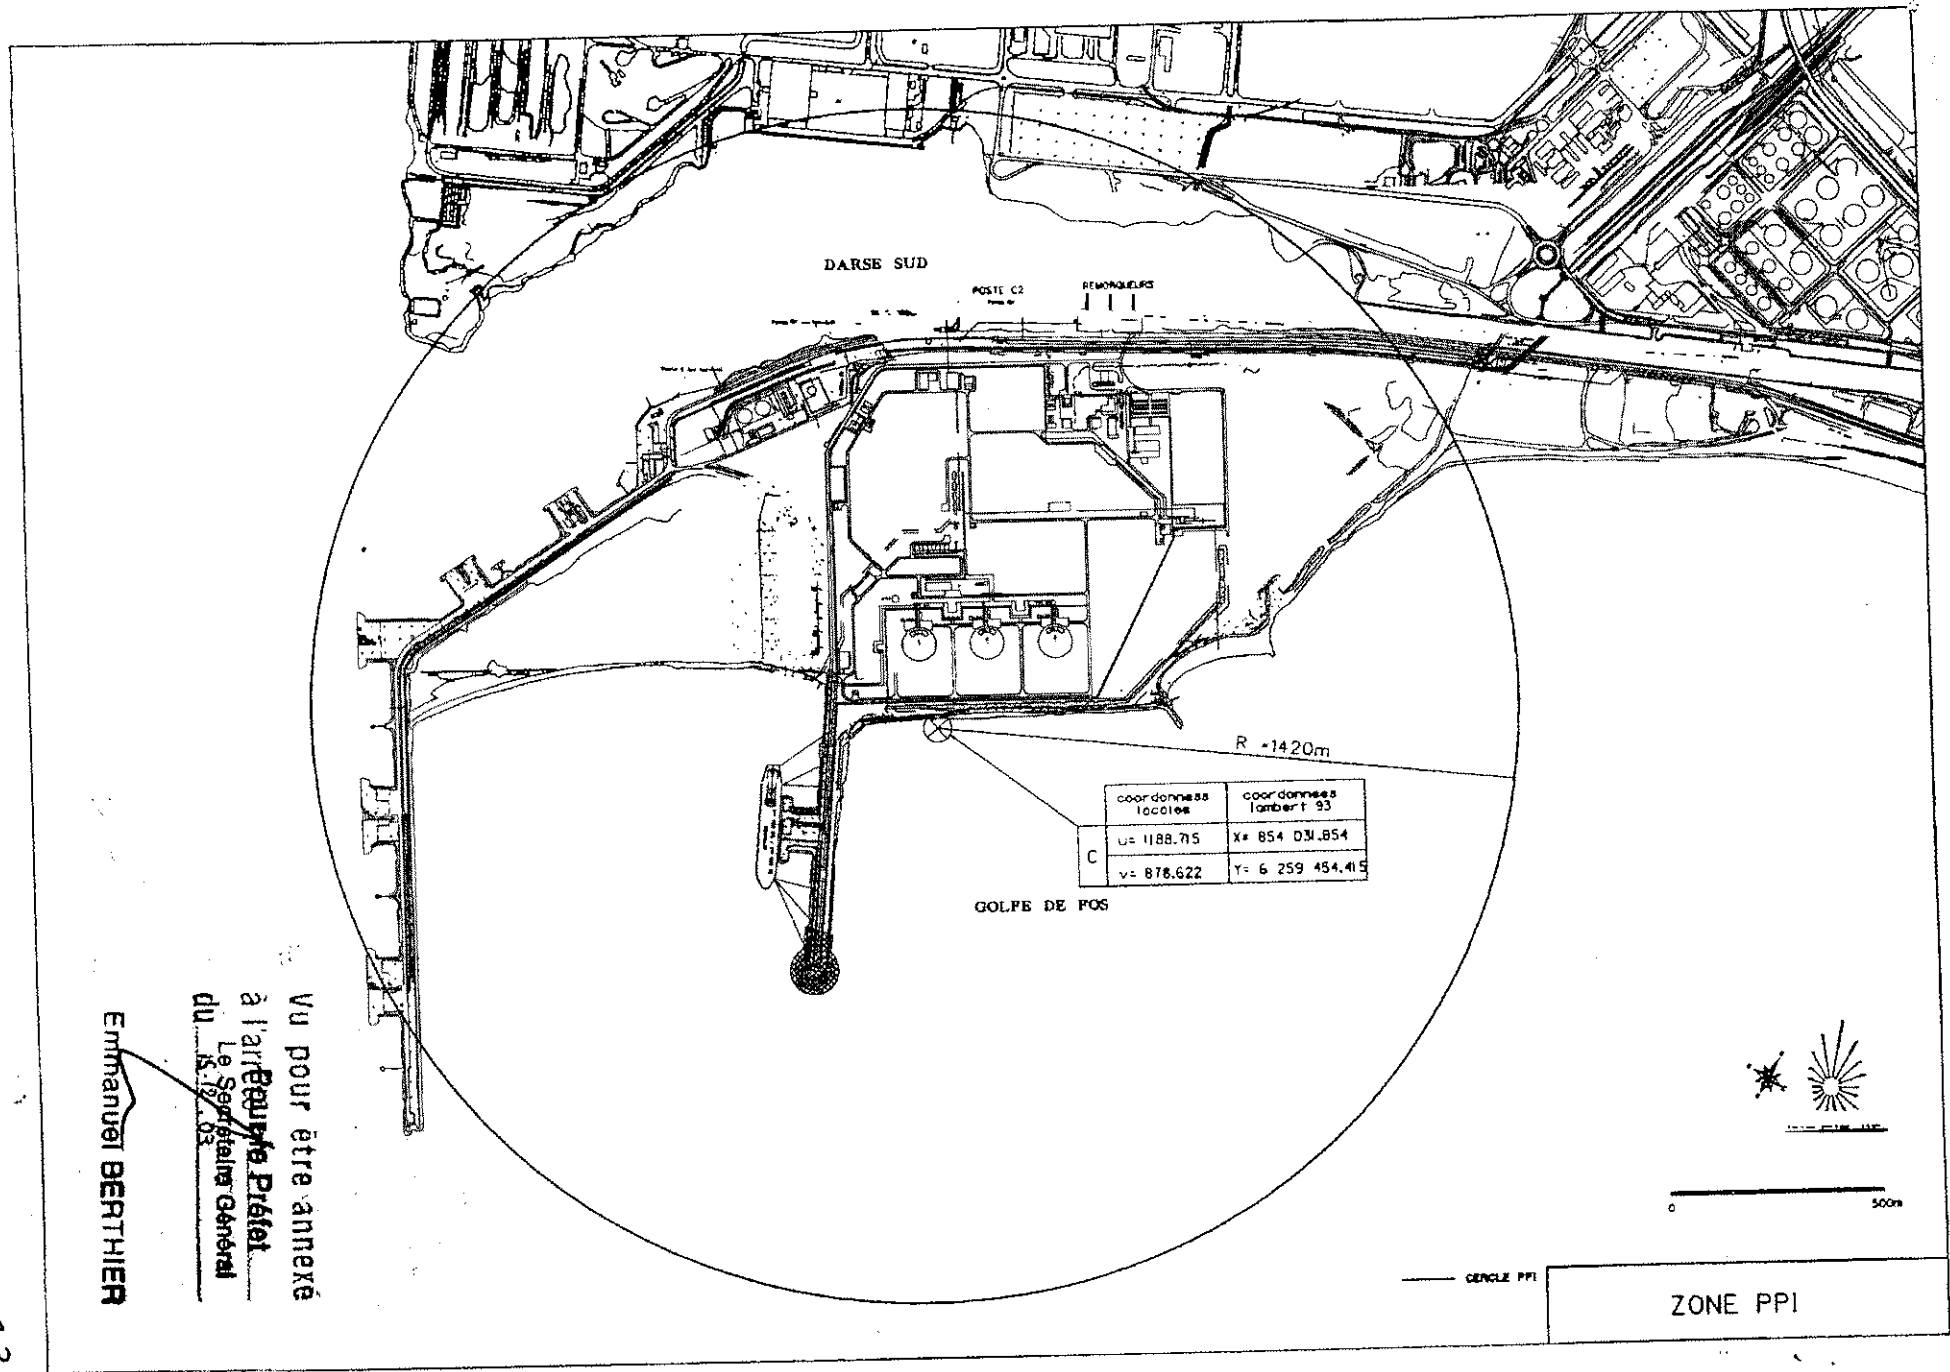 DARSE SUD
POSTE C2
REMORQUEURS
R =1420m
coordonnees locales
coordonnees lambert 93
C
u= 1188.715
X= 854 031.854
v= 878.622
Y= 6 259 454.415
GOLFE DE FOS
Vu pour être annexé
à l'arrêté
du 15.12.03
Pour le Préfet
Le Secrétaire Général
Emmanuel BERTHIER
0 500m
CERCLE PPI
ZONE PPI